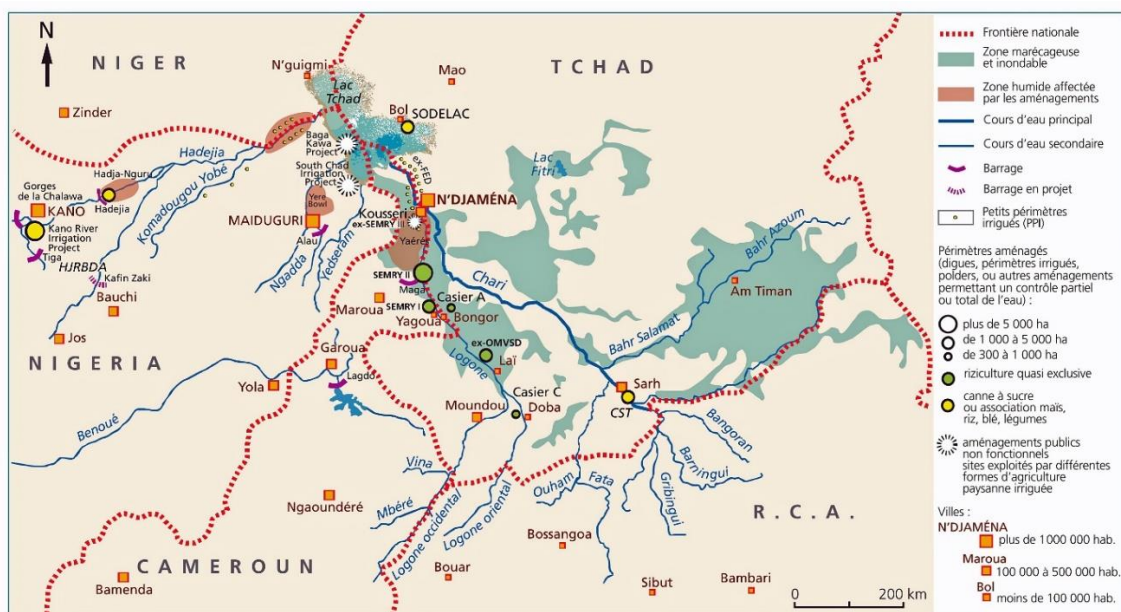 N
NIGER
TCHAD
N'guigmi
Mao
Lac
Tchad
Zinder
Bol
SODELAC
Baga
Kawa
Project
Hadejia
Hadja-Nguru
South Chad
Irrigation
Project
ex-FED
Lac
Fitri
Gorges
de la Chalawa
Komadougou Yobé
Yéré
Bowl
N'DJAMÉNA
KANO
Hadejia
MAIDUGURI
Kousseri
ex-SEMRY III
Kano River
Irrigation
Project
Alau
Yaérés
Bahr Azoum
Tiga
Ngadda
Yedseram
Chari
HJRBDA
Kafin Zaki
SEMRY II
Maga
Am Timan
Bauchi
Maroua
SEMRY I
Casier A
Yagoua
Bongor
Bahr Salamat
Jos
NIGERIA
Garoua
ex-OMVSD
Laï
Logone
Yola
Lagdo
Sarh
Casier C
CST
Moundou
Doba
Benoué
Bangoran
Vina
Barningui
Ouham
Fata
Gribingui
Mbéré
Ngaoundéré
Logone occidental
Logone oriental
R.C.A.
Bossangoa
CAMEROUN
Bouar
Bamenda
Sibut
Bambari
0
200 km
Frontière nationale
Zone marécageuse
et inondable
Zone humide affectée
par les aménagements
Cours d'eau principal
Cours d'eau secondaire
Barrage
Barrage en projet
Petits périmètres
irrigués (PPI)
Périmètres aménagés
(digues, périmètres irrigués,
polders, ou autres aménagements
permettant un contrôle partiel
ou total de l'eau) :
plus de 5 000 ha
de 1 000 à 5 000 ha
de 300 à 1 000 ha
riziculture quasi exclusive
canne à sucre
ou association maïs,
riz, blé, légumes
aménagements publics
non fonctionnels
sites exploités par différentes
formes d'agriculture
paysanne irriguée
Villes :
N'DJAMÉNA
plus de 1000 000 hab.
Maroua
100 000 à 500 000 hab.
Bol
moins de 100 000 hab.